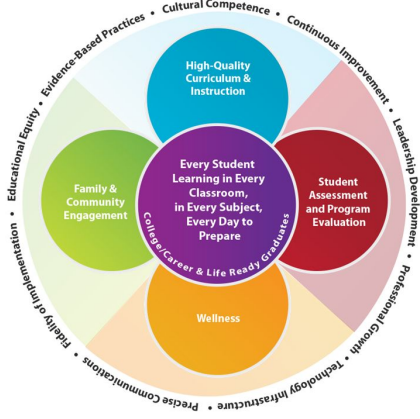 Educational Equity • Evidence-Based Practices • Cultural Competence • Continuous Improvement • Leadership Development • Professional Growth • Technology Infrastructure • Precise Communications • Fidelity of Implementation •
High-Quality
Curriculum &
Instruction
Family &
Community
Engagement
Every Student
Learning in Every
Classroom,
in Every Subject,
Every Day to
Prepare
College/Career & Life Ready Graduates
Student
Assessment
and Program
Evaluation
Wellness